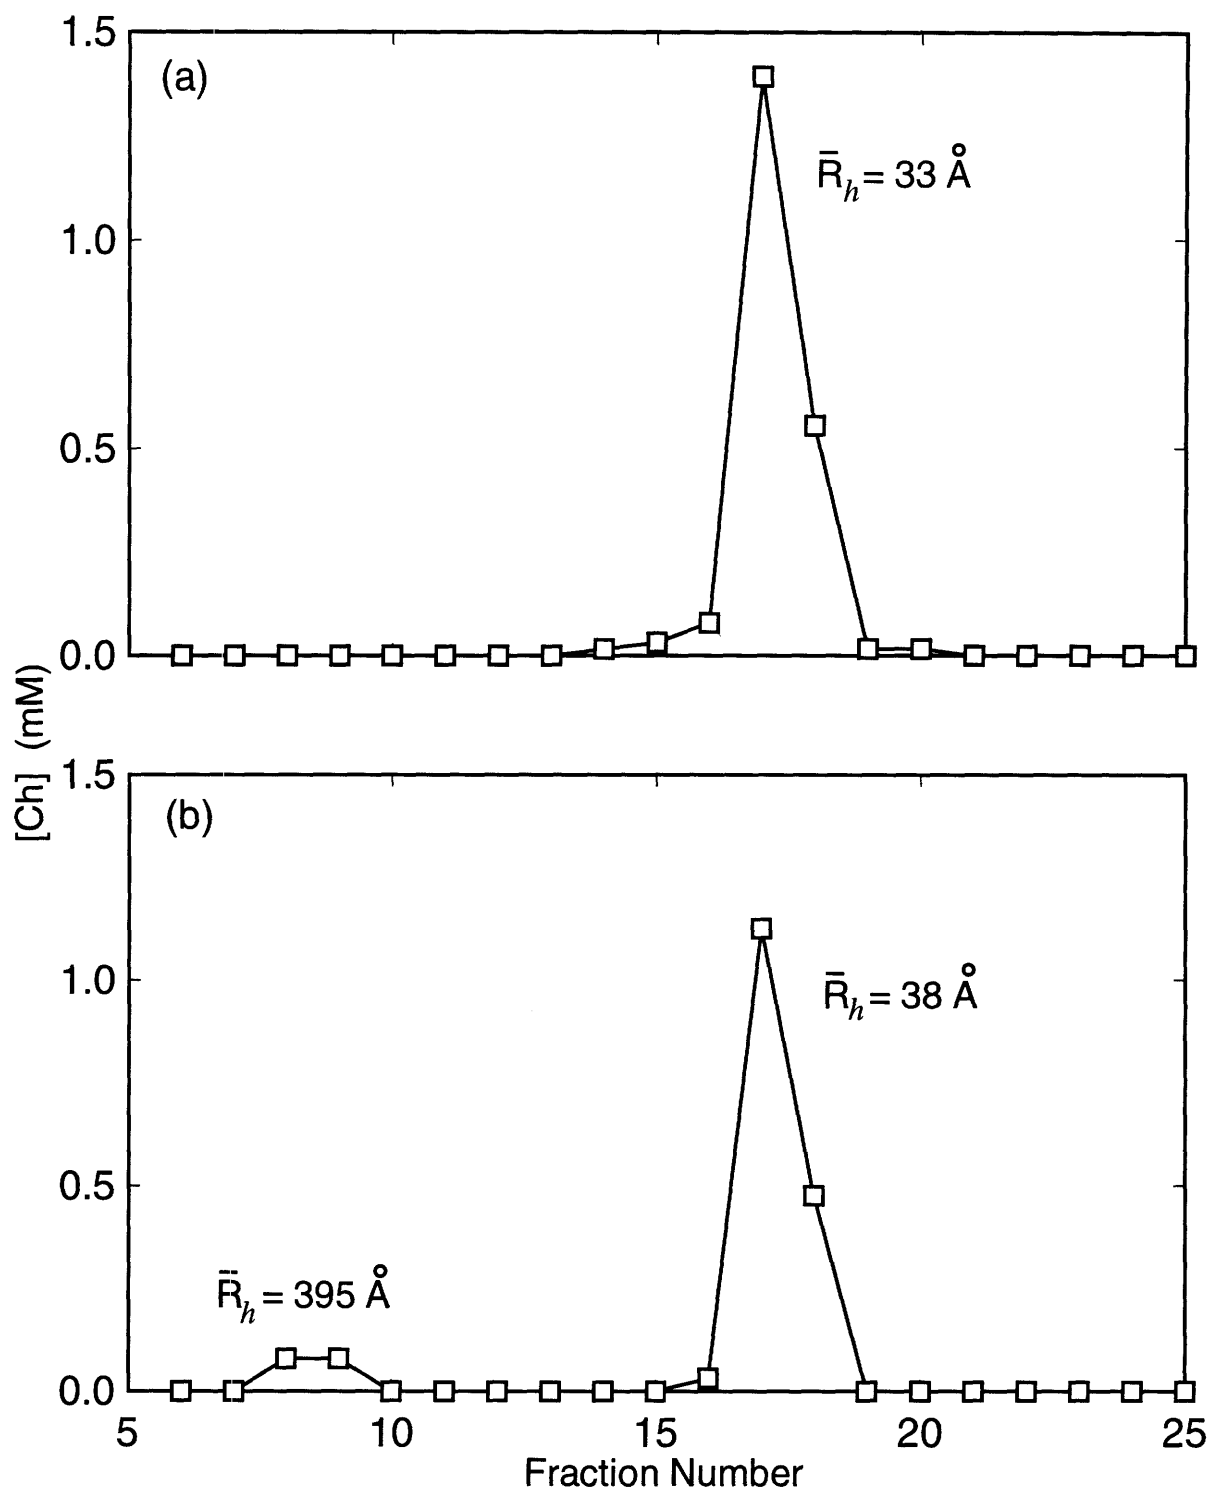 1.5
(a)
R̄h = 33 Å
1.0
0.5
0.0
[Ch] (mM)
1.5
(b)
1.0
R̄h = 38 Å
0.5
R̄h = 395 Å
0.0
5 10 15 20 25
Fraction Number